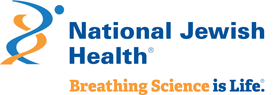 National Jewish
Health®
Breathing Science is Life.®